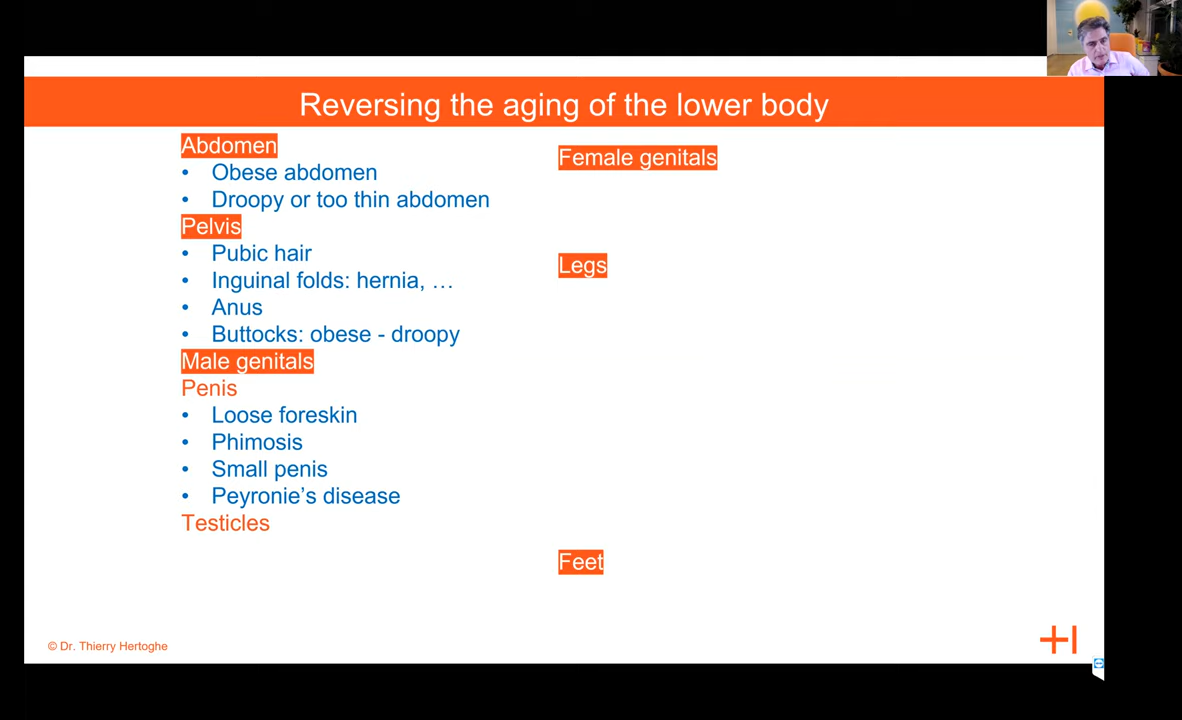 Reversing the aging of the lower body
Abdomen
• Obese abdomen
• Droopy or too thin abdomen
Pelvis
• Pubic hair
• Inguinal folds: hernia, …
• Anus
• Buttocks: obese - droopy
Male genitals
Penis
• Loose foreskin
• Phimosis
• Small penis
• Peyronie’s disease
Testicles
Female genitals
Legs
Feet
© Dr. Thierry Hertoghe